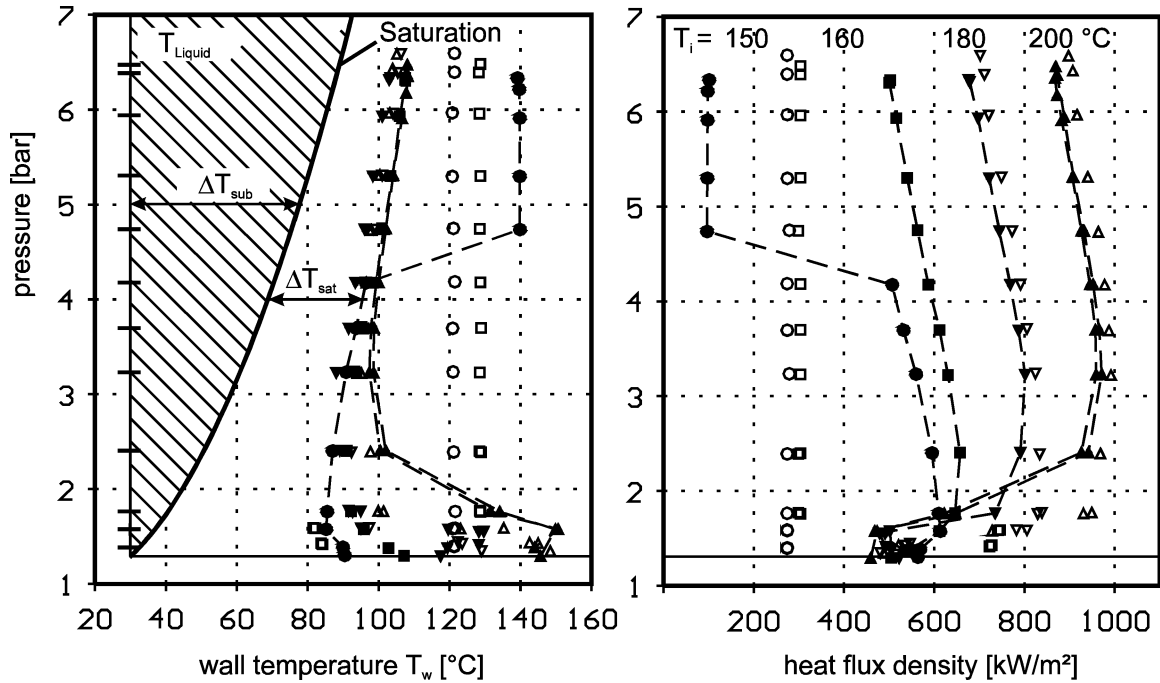 7
6
5
4
3
2
1
pressure [bar]
T_Liquid
Saturation
ΔT_sub
ΔT_sat
20 40 60 80 100 120 140 160
wall temperature T_w [°C]
7
6
5
4
3
2
1
T_i = 150 160 180 200 °C
200 400 600 800 1000
heat flux density [kW/m²]